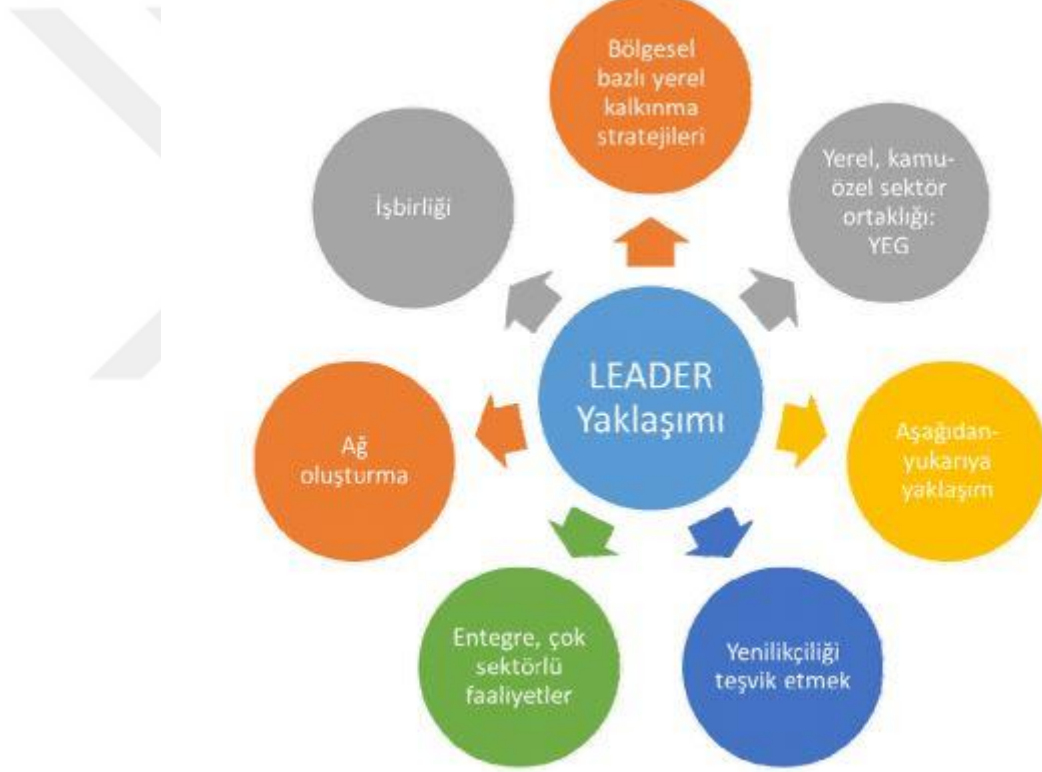 Bölgesel
bazlı yerel
kalkınma
stratejileri
Yerel, kamu-
özel sektör
ortaklığı:
YEG
Aşağıdan-
yukarıya
yaklaşım
Yenilikçiliği
teşvik etmek
Entegre, çok
sektörlü
faaliyetler
Ağ
oluşturma
İşbirliği
LEADER
Yaklaşımı